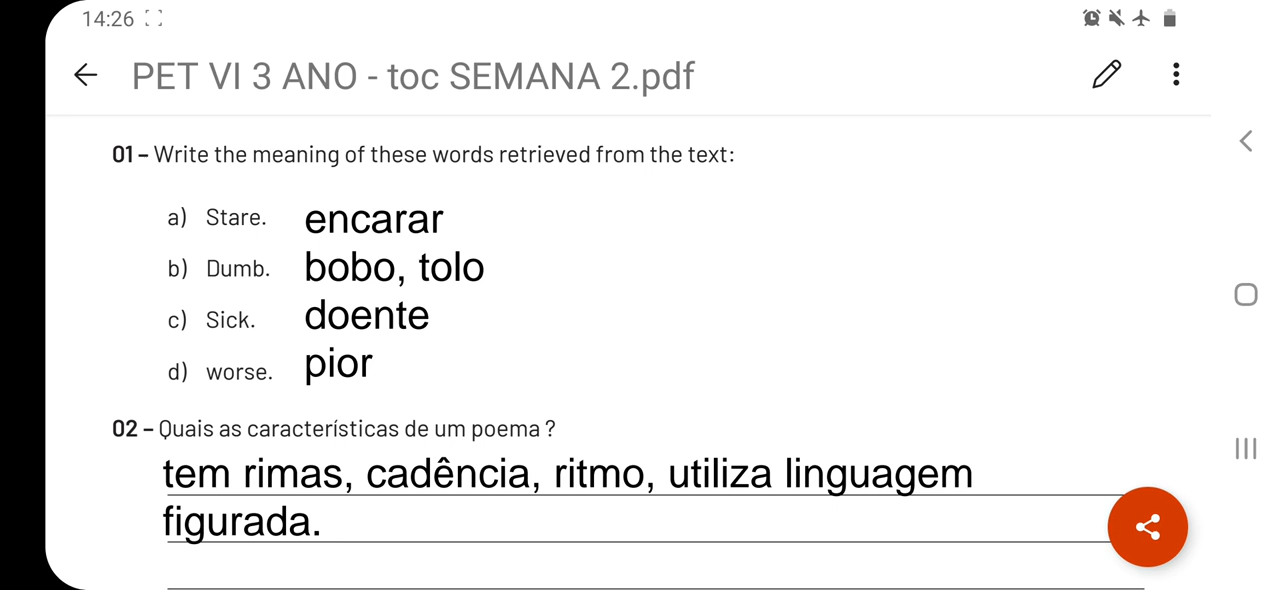 14:26
PET VI 3 ANO - toc SEMANA 2.pdf
01 – Write the meaning of these words retrieved from the text:
a) Stare. encarar
b) Dumb. bobo, tolo
c) Sick. doente
d) worse. pior
02 – Quais as características de um poema ?
tem rimas, cadência, ritmo, utiliza linguagem
figurada.